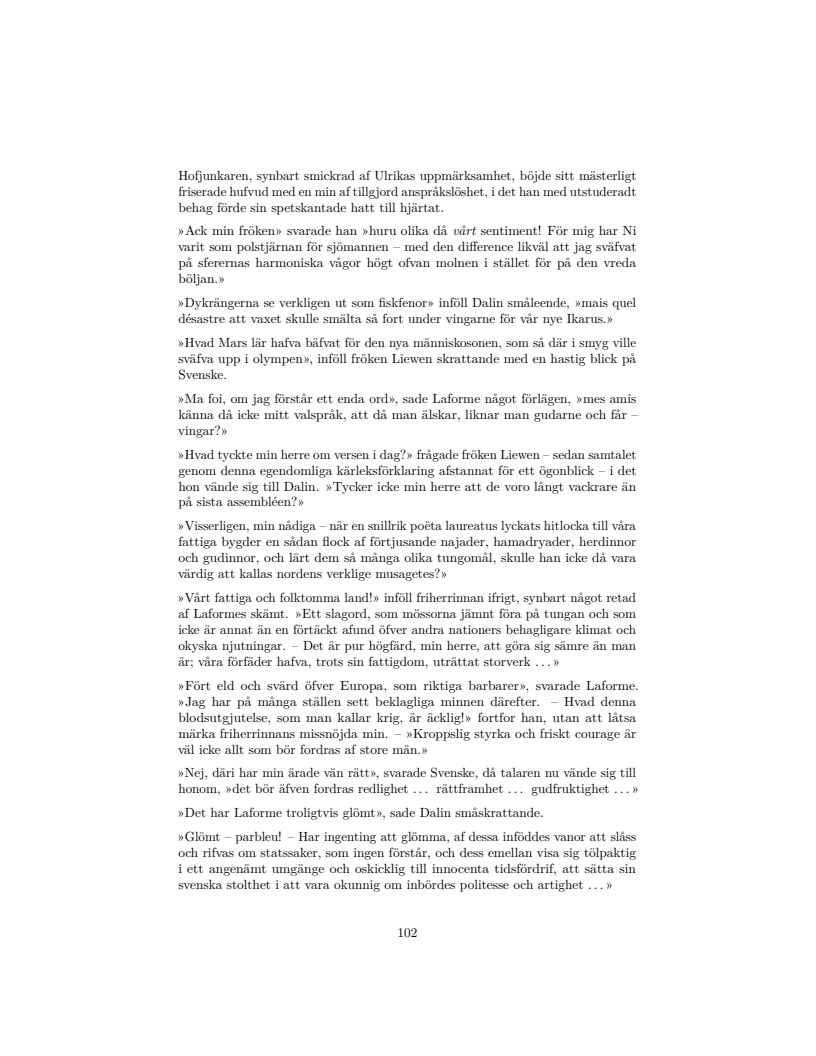 Hofjunkaren, synbart smickrad af Ulrikas uppmärksamhet, böjde sitt mästerligt
friserade hufvud med en min af tillgjord anspråkslöshet, i det han med utstuderadt
behag förde sin spetskantade hatt till hjärtat.
»Ack min fröken» svarade han »huru olika då vårt sentiment! För mig har Ni
varit som polstjärnan för sjömannen – med den difference likväl att jag sväfvat
på sferernas harmoniska vågor högt ofvan molnen i stället för på den vreda
böljan.»
»Dykrängerna se verkligen ut som fiskfenor» inföll Dalin småleende, »mais quel
désastre att vaxet skulle smälta så fort under vingarne för vår nye Ikarus.»
»Hvad Mars lär hafva bäfvat för den nya människosonen, som så där i smyg ville
sväfva upp i olympen», inföll fröken Liewen skrattande med en hastig blick på
Svenske.
»Ma foi, om jag förstår ett enda ord», sade Laforme något förlägen, »mes amis
känna då icke mitt valspråk, att då man älskar, liknar man gudarne och får –
vingar?»
»Hvad tyckte min herre om versen i dag?» frågade fröken Liewen – sedan samtalet
genom denna egendomliga kärleksförklaring afstannat för ett ögonblick – i det
hon vände sig till Dalin. »Tycker icke min herre att de voro långt vackrare än
på sista assembléen?»
»Visserligen, min nådiga – när en snillrik poëta laureatus lyckats hitlocka till våra
fattiga bygder en sådan flock af förtjusande najader, hamadryader, herdinnor
och gudinnor, och lärt dem så många olika tungomål, skulle han icke då vara
värdig att kallas nordens verklige musagetes?»
»Vårt fattiga och folktomma land!» inföll friherrinnan ifrigt, synbart något retad
af Laformes skämt. »Ett slagord, som mössorna jämnt föra på tungan och som
icke är annat än en förtäckt afund öfver andra nationers behagligare klimat och
okyska njutningar. – Det är pur högfärd, min herre, att göra sig sämre än man
är; våra förfäder hafva, trots sin fattigdom, uträttat storverk . . . »
»Fört eld och svärd öfver Europa, som riktiga barbarer», svarade Laforme.
»Jag har på många ställen sett beklagliga minnen därefter. – Hvad denna
blodsutgjutelse, som man kallar krig, är äcklig!» fortfor han, utan att låtsa
märka friherrinnans missnöjda min. – »Kroppslig styrka och friskt courage är
väl icke allt som bör fordras af store män.»
»Nej, däri har min ärade vän rätt», svarade Svenske, då talaren nu vände sig till
honom, »det bör äfven fordras redlighet . . . rättframhet . . . gudfruktighet . . . »
»Det har Laforme troligtvis glömt», sade Dalin småskrattande.
»Glömt – parbleu! – Har ingenting att glömma, af dessa inföddes vanor att slåss
och rifvas om statssaker, som ingen förstår, och dess emellan visa sig tölpaktig
i ett angenämt umgänge och oskicklig till innocenta tidsfördrif, att sätta sin
svenska stolthet i att vara okunnig om inbördes politesse och artighet . . . »
102